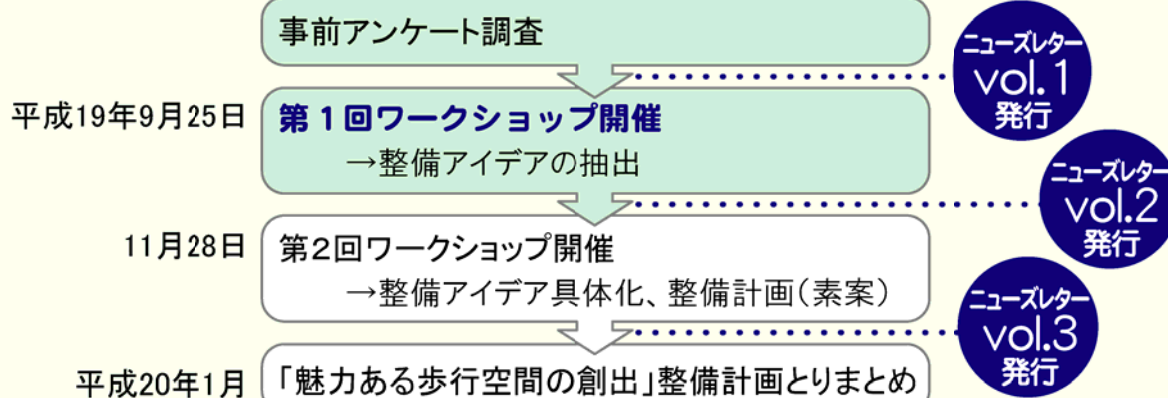 事前アンケート調査
ニューズレター
vol.1
発行
平成19年9月25日
第1回ワークショップ開催
→整備アイデアの抽出
ニューズレター
vol.2
発行
11月28日
第2回ワークショップ開催
→整備アイデア具体化、整備計画(素案)
ニューズレター
vol.3
発行
平成20年1月
「魅力ある歩行空間の創出」整備計画とりまとめ